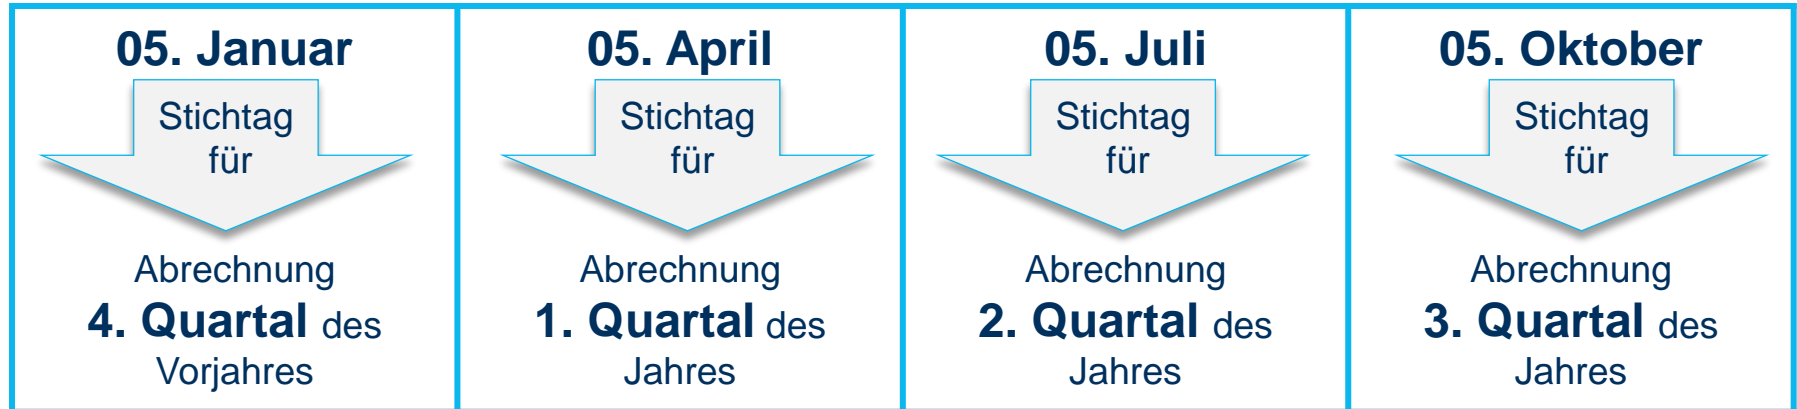 05. Januar
Stichtag
für
Abrechnung
4. Quartal des
Vorjahres
05. April
Stichtag
für
Abrechnung
1. Quartal des
Jahres
05. Juli
Stichtag
für
Abrechnung
2. Quartal des
Jahres
05. Oktober
Stichtag
für
Abrechnung
3. Quartal des
Jahres